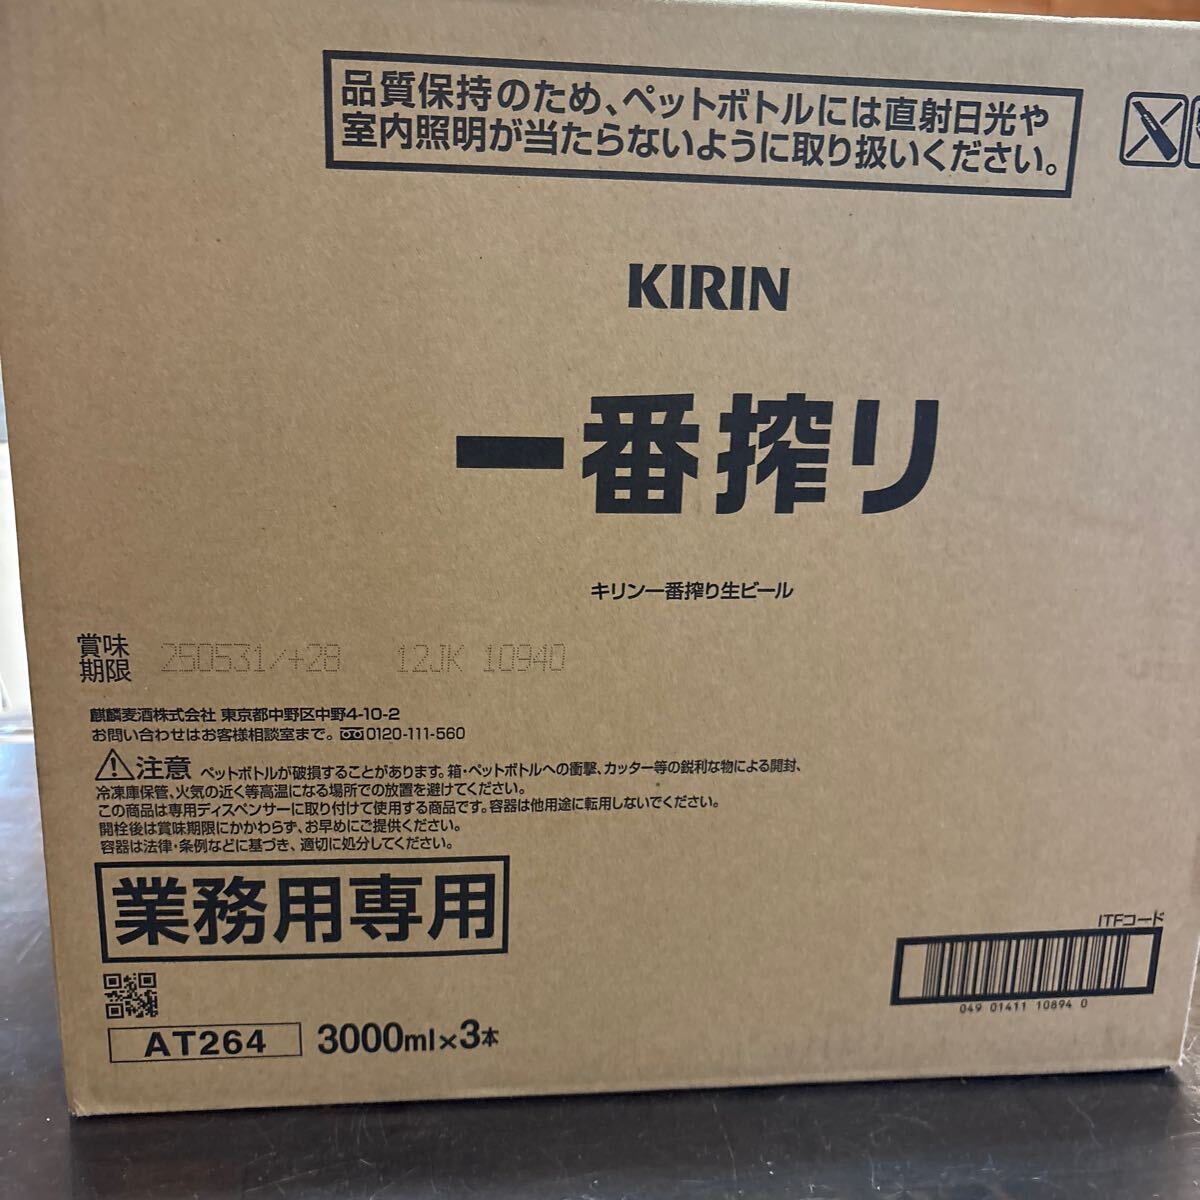 品質保持のため、ペットボトルには直射日光や
室内照明が当たらないように取り扱いください。
KIRIN
一番搾り
キリン一番搾り生ビール
賞味
期限
250531/+28 12JK 10940
麒麟麦酒株式会社 東京都中野区中野4-10-2
お問い合わせはお客様相談室まで。 0120-111-560
注意 ペットボトルが破損することがあります。箱・ペットボトルへの衝撃、カッター等の鋭利な物による開封、
冷凍庫保管、火気の近く等高温になる場所での放置を避けてください。
この商品は専用ディスペンサーに取り付けて使用する商品です。容器は他用途に転用しないでください。
開栓後は賞味期限にかかわらず、お早めにご提供ください。
容器は法律・条例などに基づき、適切に処分してください。
業務用専用
AT264 3000ml×3本
ITFコード
049 01411 10894 0